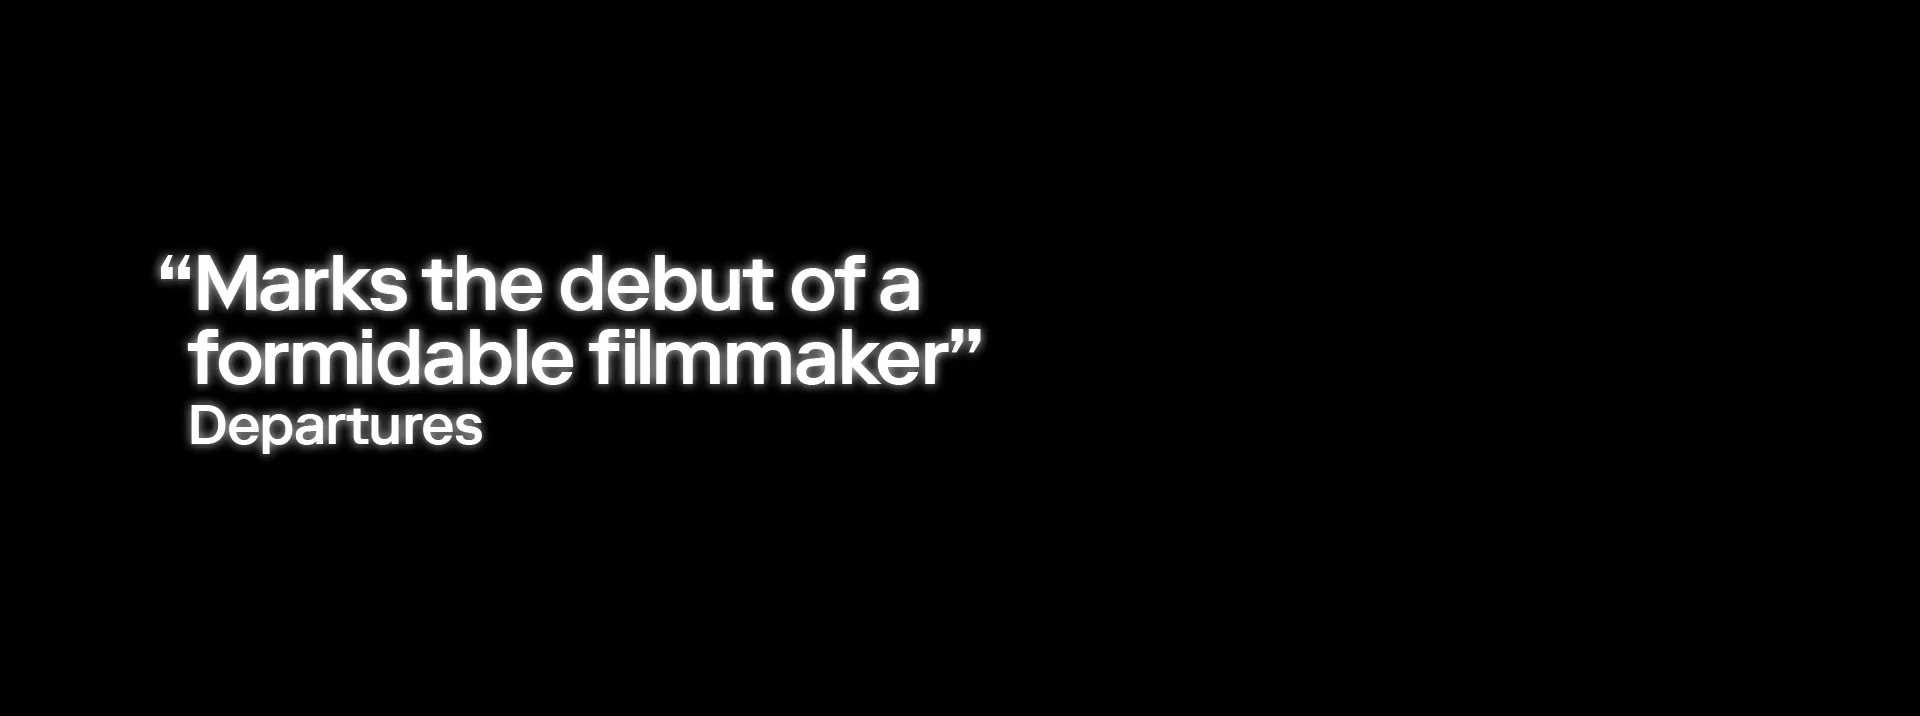 “Marks the debut of a
formidable filmmaker”
Departures